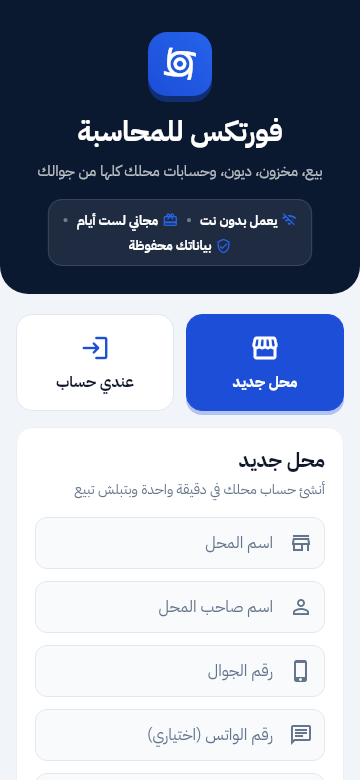 فورتكس للمحاسبة
بيع، مخزون، ديون، وحسابات محلك كلها من جوالك
يعمل بدون نت • مجاني لست أيام •
بياناتك محفوظة
محل جديد
عندي حساب
محل جديد
أنشئ حساب محلك في دقيقة واحدة وبتبلش تبيع
اسم المحل
اسم صاحب المحل
رقم الجوال
رقم الواتس (اختياري)